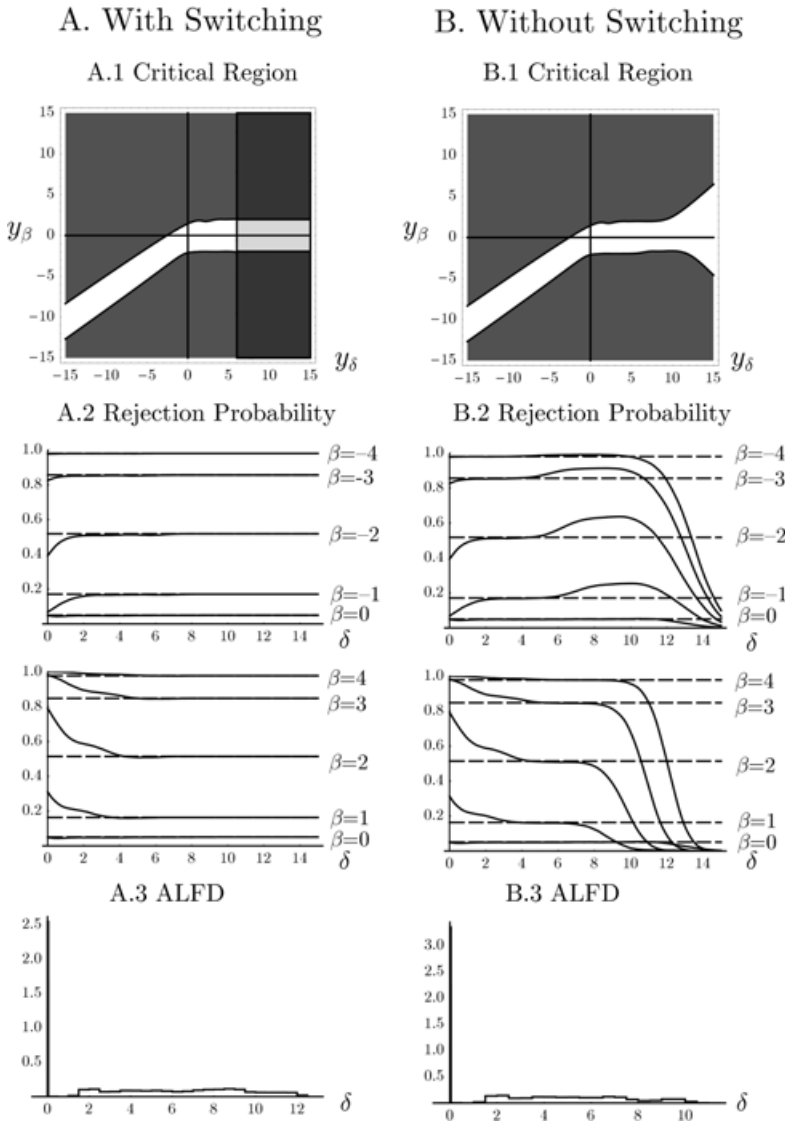 A. With Switching
B. Without Switching
A.1 Critical Region
B.1 Critical Region
15
10
5
0
−5
−10
−15
yβ
−15 −10 −5 0 5 10 15
yδ
15
10
5
0
−5
−10
−15
yβ
−15 −10 −5 0 5 10 15
yδ
A.2 Rejection Probability
B.2 Rejection Probability
1.0
0.8
0.6
0.4
0.2
β=−4
β=-3
β=−2
β=−1
β=0
0 2 4 6 8 10 12 14
δ
1.0
0.8
0.6
0.4
0.2
β=−4
β=−3
β=−2
β=−1
β=0
0 2 4 6 8 10 12 14
δ
1.0
0.8
0.6
0.4
0.2
β=4
β=3
β=2
β=1
β=0
0 2 4 6 8 10 12 14
δ
1.0
0.8
0.6
0.4
0.2
β=4
β=3
β=2
β=1
β=0
0 2 4 6 8 10 12 14
δ
A.3 ALFD
B.3 ALFD
2.5
2.0
1.5
1.0
0.5
0 2 4 6 8 10 12
δ
3.0
2.5
2.0
1.5
1.0
0.5
0 2 4 6 8 10
δ